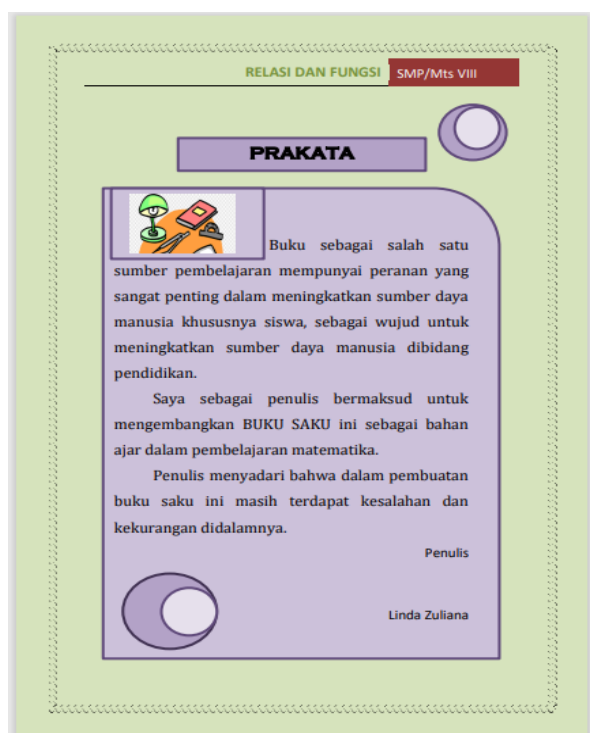 RELASI DAN FUNGSI SMP/Mts VIII
PRAKATA
Buku sebagai salah satu
sumber pembelajaran mempunyai peranan yang
sangat penting dalam meningkatkan sumber daya
manusia khususnya siswa, sebagai wujud untuk
meningkatkan sumber daya manusia dibidang
pendidikan.
Saya sebagai penulis bermaksud untuk
mengembangkan BUKU SAKU ini sebagai bahan
ajar dalam pembelajaran matematika.
Penulis menyadari bahwa dalam pembuatan
buku saku ini masih terdapat kesalahan dan
kekurangan didalamnya.
Penulis
Linda Zuliana